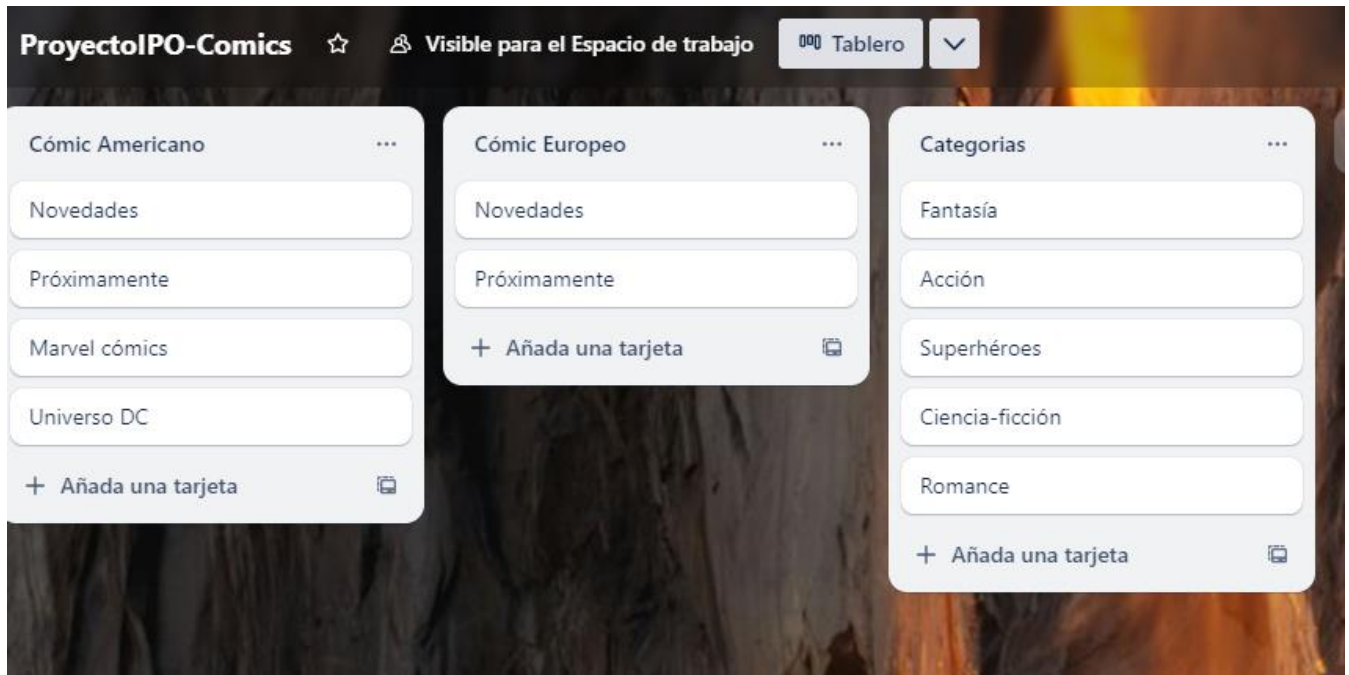 ProyectoIPO-Comics Visible para el Espacio de trabajo Tablero
Cómic Americano
Novedades
Próximamente
Marvel cómics
Universo DC
+ Añada una tarjeta
Cómic Europeo
Novedades
Próximamente
+ Añada una tarjeta
Categorias
Fantasía
Acción
Superhéroes
Ciencia-ficción
Romance
+ Añada una tarjeta